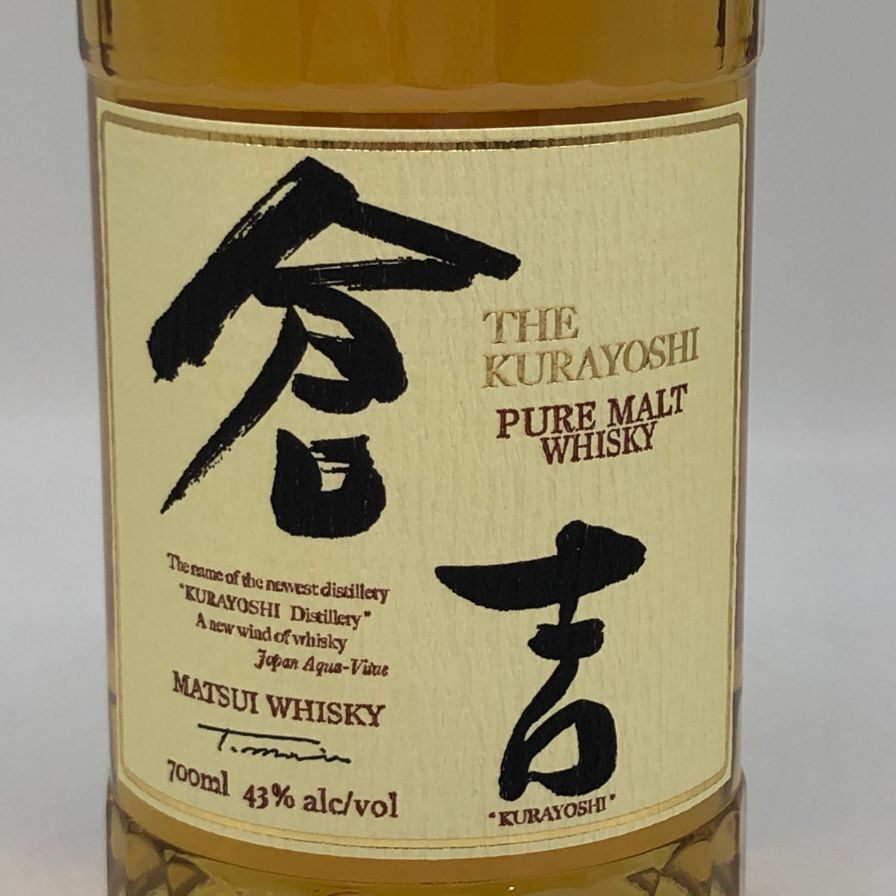 倉吉
THE
KURAYOSHI
PURE MALT
WHISKY
The name of the newest distillery
"KURAYOSHI Distillery"
A new wind of whisky
Japan Aqua-Vitae
MATSUI WHISKY
700ml 43% alc/vol
"KURAYOSHI"